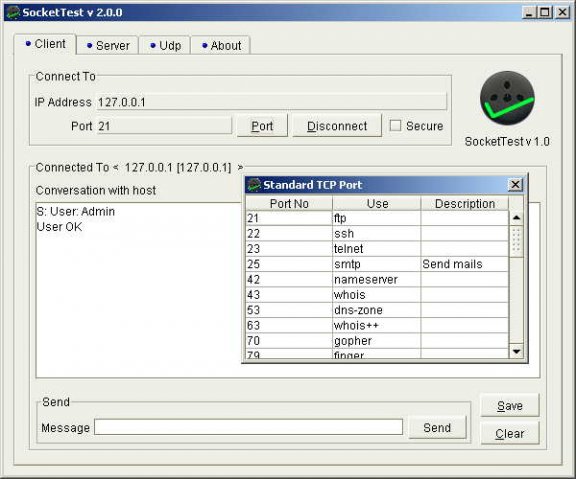 SocketTest v 2.0.0
Client Server Udp About
Connect To
IP Address 127.0.0.1
Port 21 Port Disconnect Secure
SocketTest v 1.0
Connected To < 127.0.0.1 [127.0.0.1] >
Conversation with host
S: User: Admin
User OK
Standard TCP Port
Port No Use Description
21 ftp
22 ssh
23 telnet
25 smtp Send mails
42 nameserver
43 whois
53 dns-zone
63 whois++
70 gopher
79 finger
Send
Message Send
Save
Clear